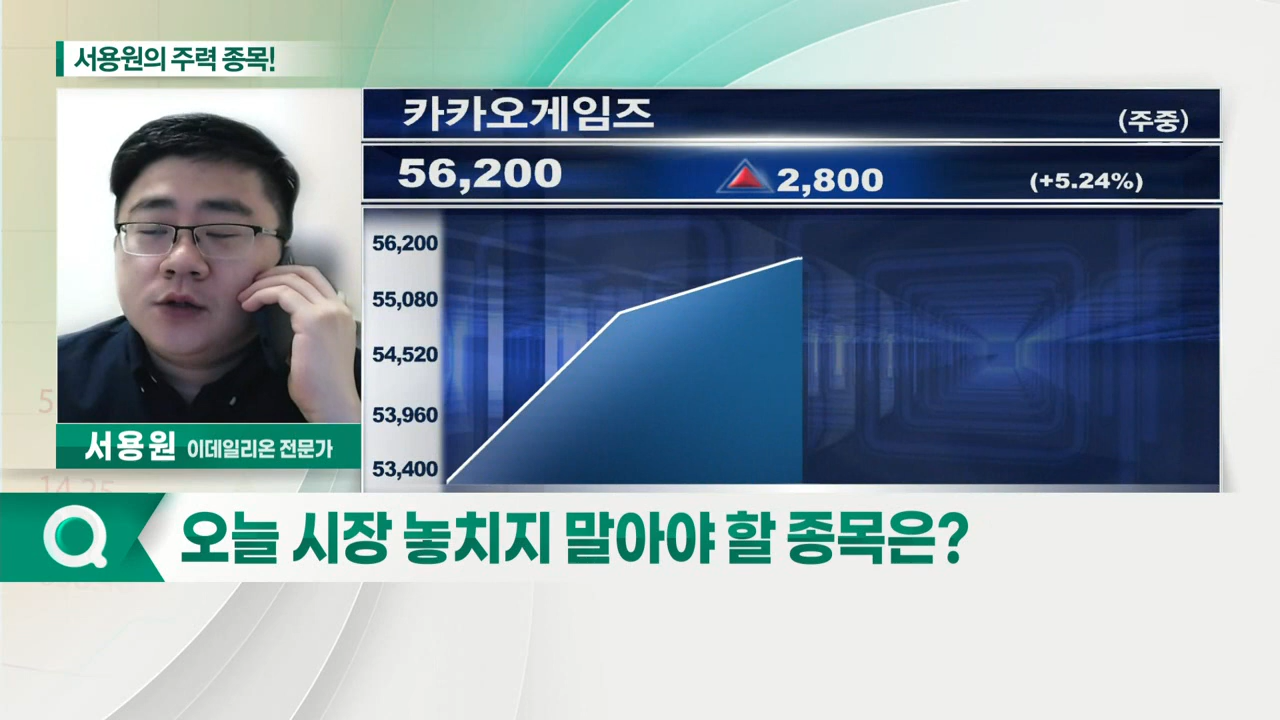 서용원의 주력 종목!
카카오게임즈
(주중)
56,200
2,800
(+5.24%)
56,200
55,080
54,520
53,960
53,400
서용원 이데일리온 전문가
오늘 시장 놓치지 말아야 할 종목은?